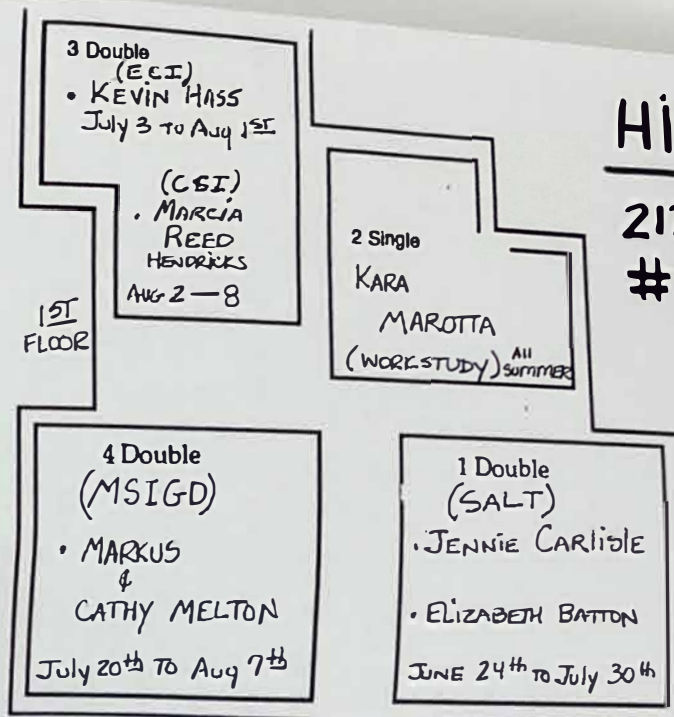 3 Double
(ECI)
• KEVIN HASS
July 3 TO Aug 1ST
(CSI)
• MARCIA
REED
HENDRICKS
AUG 2 — 8
1ST
FLOOR
2 Single
KARA
MAROTTA
(WORKSTUDY) All
summer
4 Double
(MSIGD)
• MARKUS
&
CATHY MELTON
July 20th TO Aug 7th
1 Double
(SALT)
• JENNIE CARlislE
• ELIZABETH BATTON
JUNE 24th TO July 30th
#